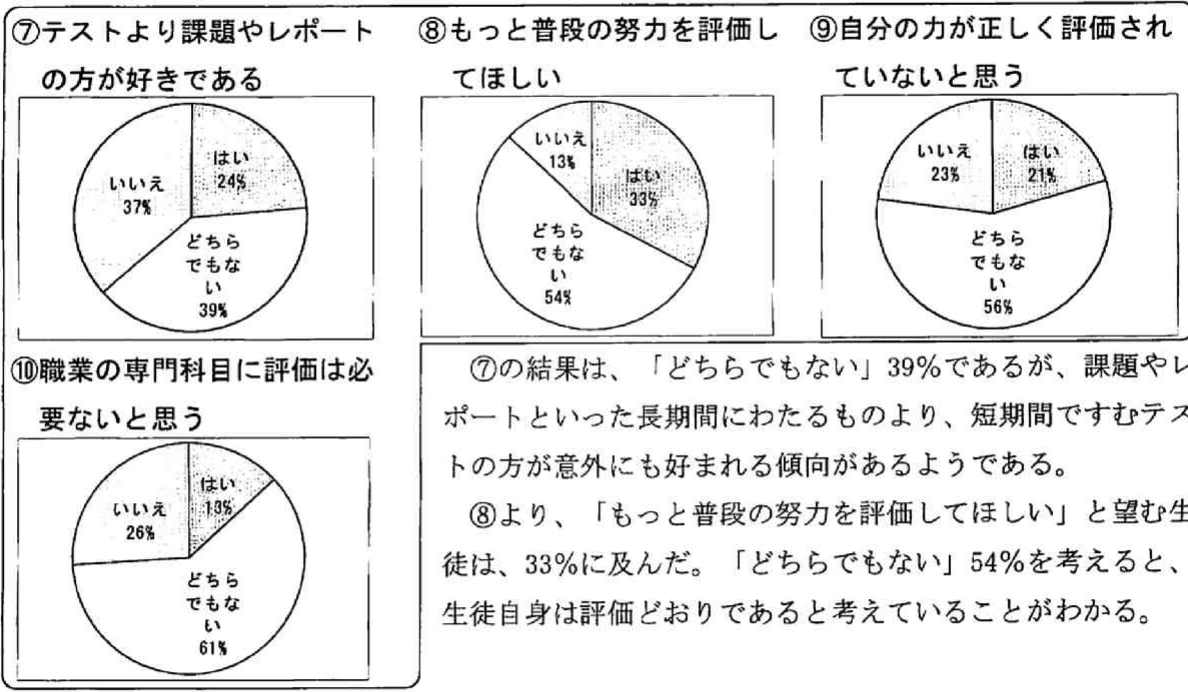 ⑦テストより課題やレポート
の方が好きである
はい
24%
いいえ
37%
どちら
でもな
い
39%
⑧もっと普段の努力を評価し
てほしい
いいえ
13%
はい
33%
どちら
でもな
い
54%
⑨自分の力が正しく評価され
ていないと思う
いいえ
23%
はい
21%
どちら
でもな
い
56%
⑩職業の専門科目に評価は必
要ないと思う
はい
13%
いいえ
26%
どちら
でもな
い
61%
⑦の結果は、「どちらでもない」39%であるが、課題やレ
ポートといった長期間にわたるものより、短期間ですむテス
トの方が意外にも好まれる傾向があるようである。
⑧より、「もっと普段の努力を評価してほしい」と望む生
徒は、33%に及んだ。「どちらでもない」54%を考えると、
生徒自身は評価どおりであると考えていることがわかる。